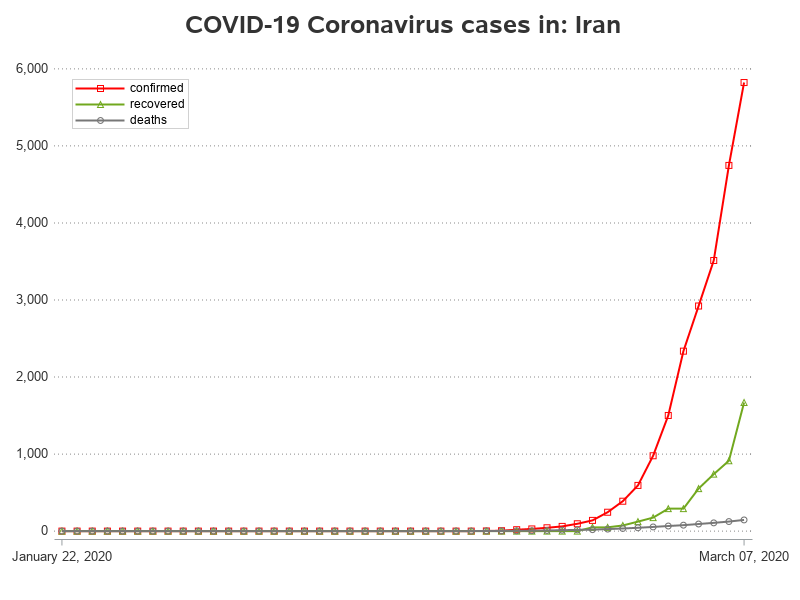 COVID-19 Coronavirus cases in: Iran
6,000
confirmed
recovered
deaths
5,000
4,000
3,000
2,000
1,000
0
January 22, 2020
March 07, 2020